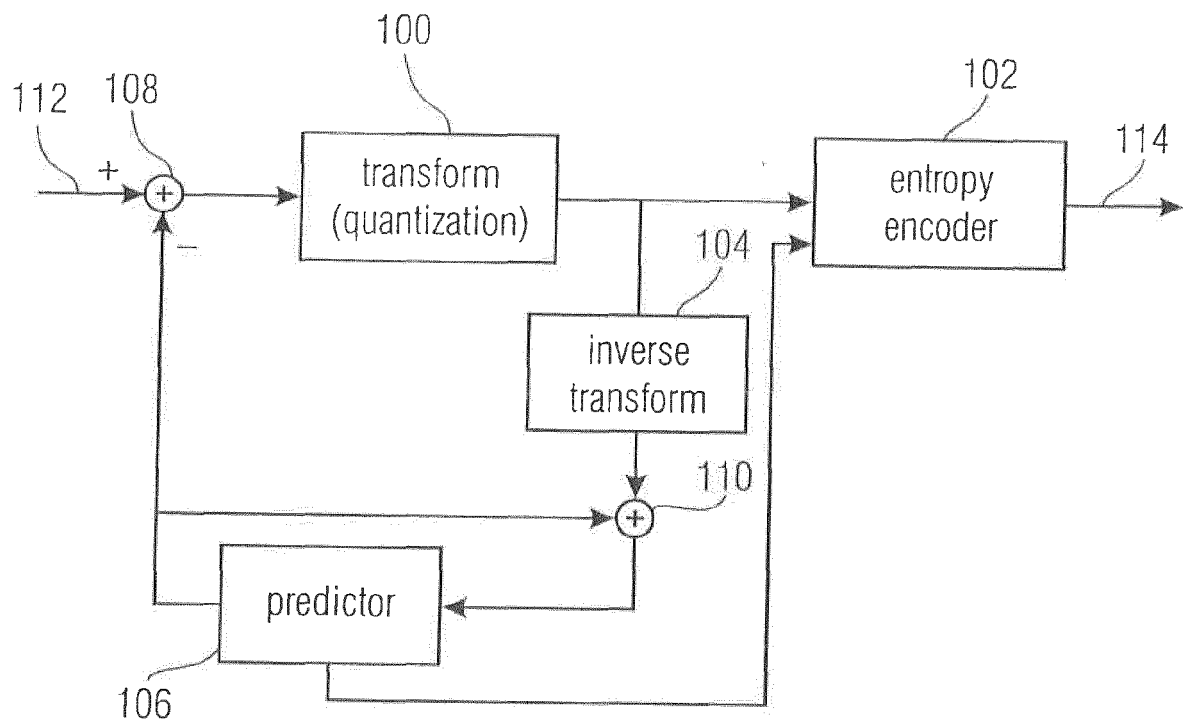 100
102
108
112
114
+
+
transform
(quantization)
entropy
encoder
−
104
inverse
transform
110
+
predictor
106